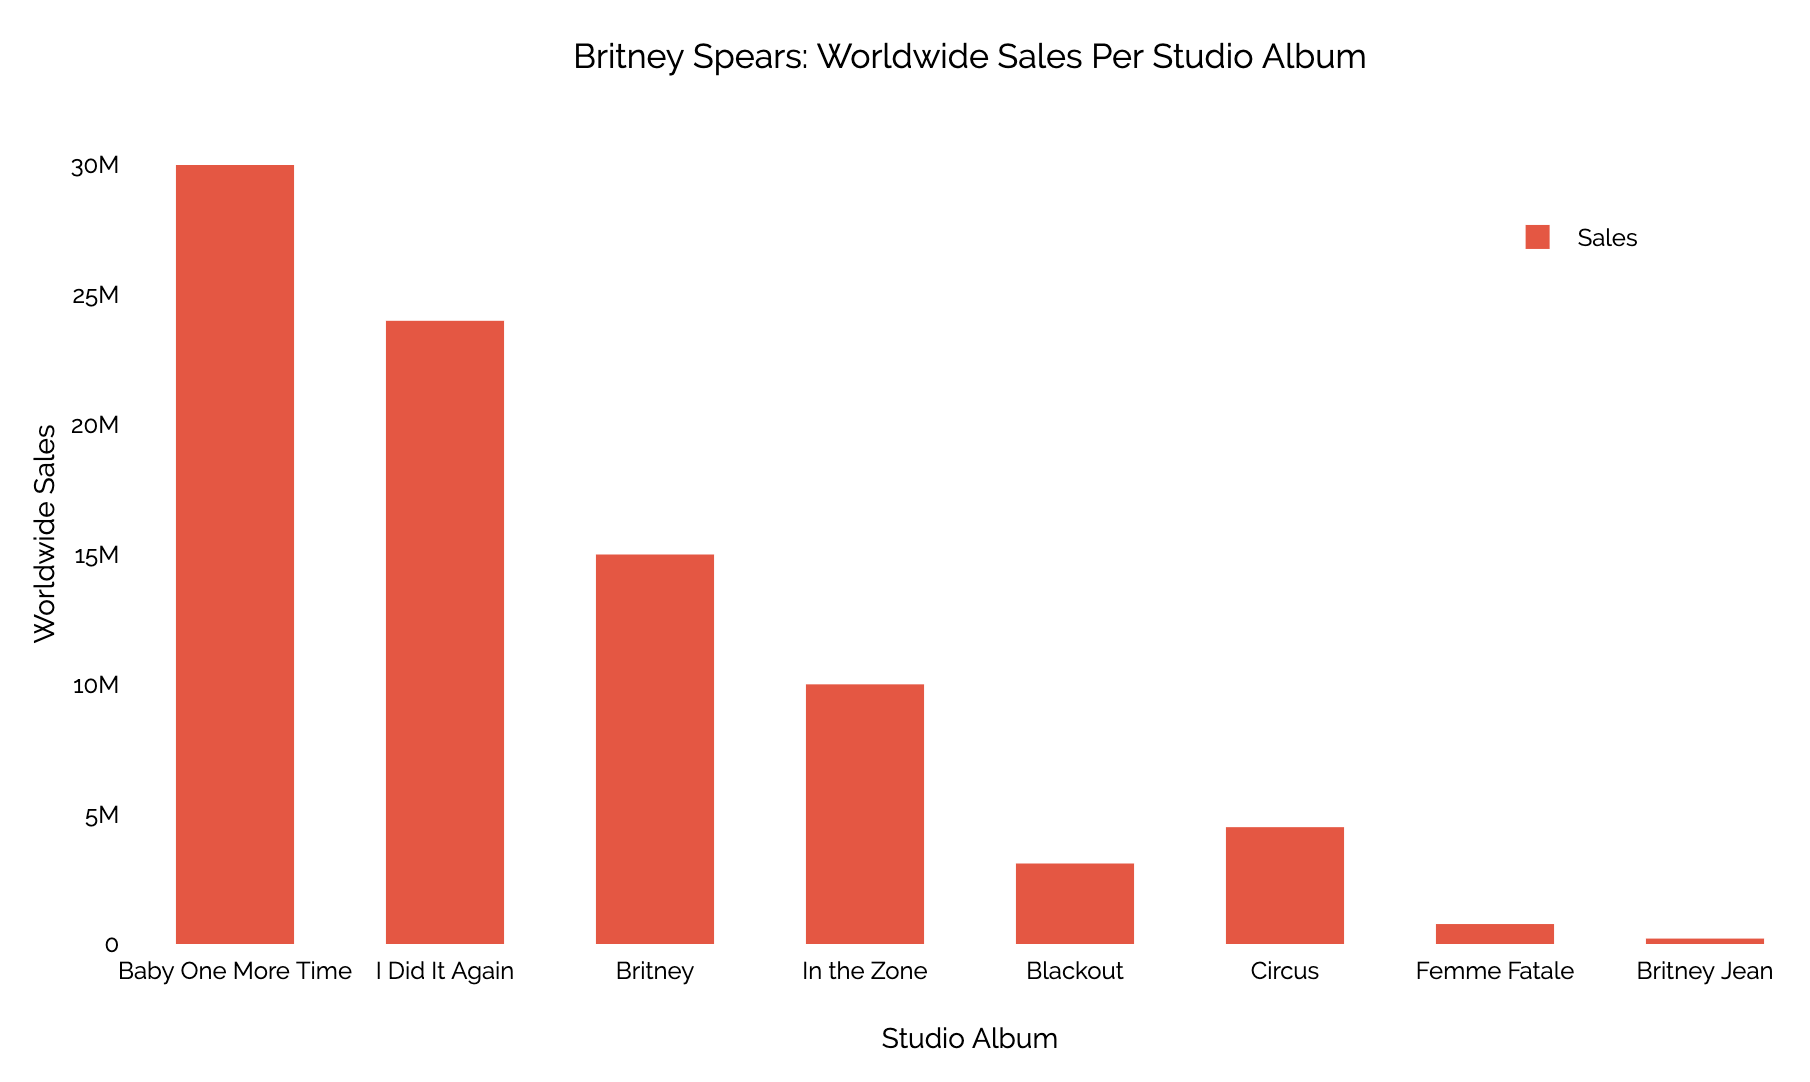 Britney Spears: Worldwide Sales Per Studio Album
30M
25M
20M
15M
10M
5M
0
Worldwide Sales
Sales
Baby One More Time
I Did It Again
Britney
In the Zone
Blackout
Circus
Femme Fatale
Britney Jean
Studio Album